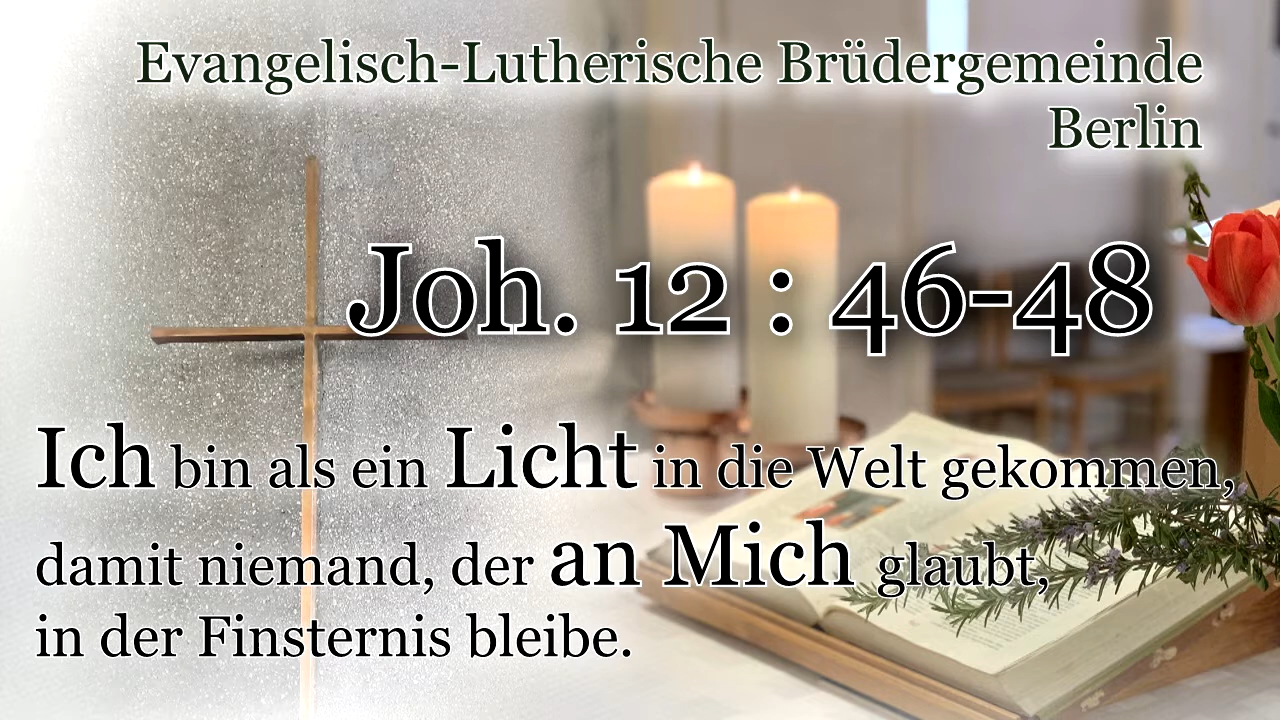 Evangelisch-Lutherische Brüdergemeinde
Berlin
Joh. 12 : 46-48
Ich bin als ein Licht in die Welt gekommen,
damit niemand, der an Mich glaubt,
in der Finsternis bleibe.